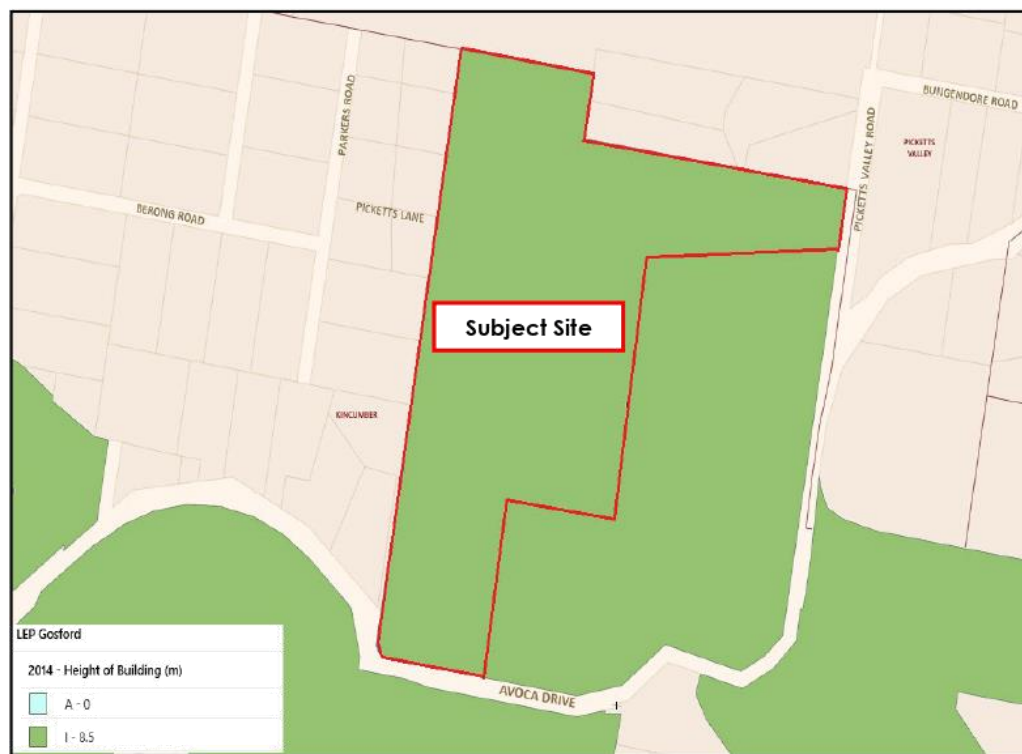 BUNGENDORE ROAD
PARKERS ROAD
PICKETTS
VALLEY
PICKETTS VALLEY ROAD
PICKETTS LANE
BERONG ROAD
Subject Site
KINCUMBER
AVOCA DRIVE
LEP Gosford
2014 - Height of Building (m)
A - 0
I - 8.5